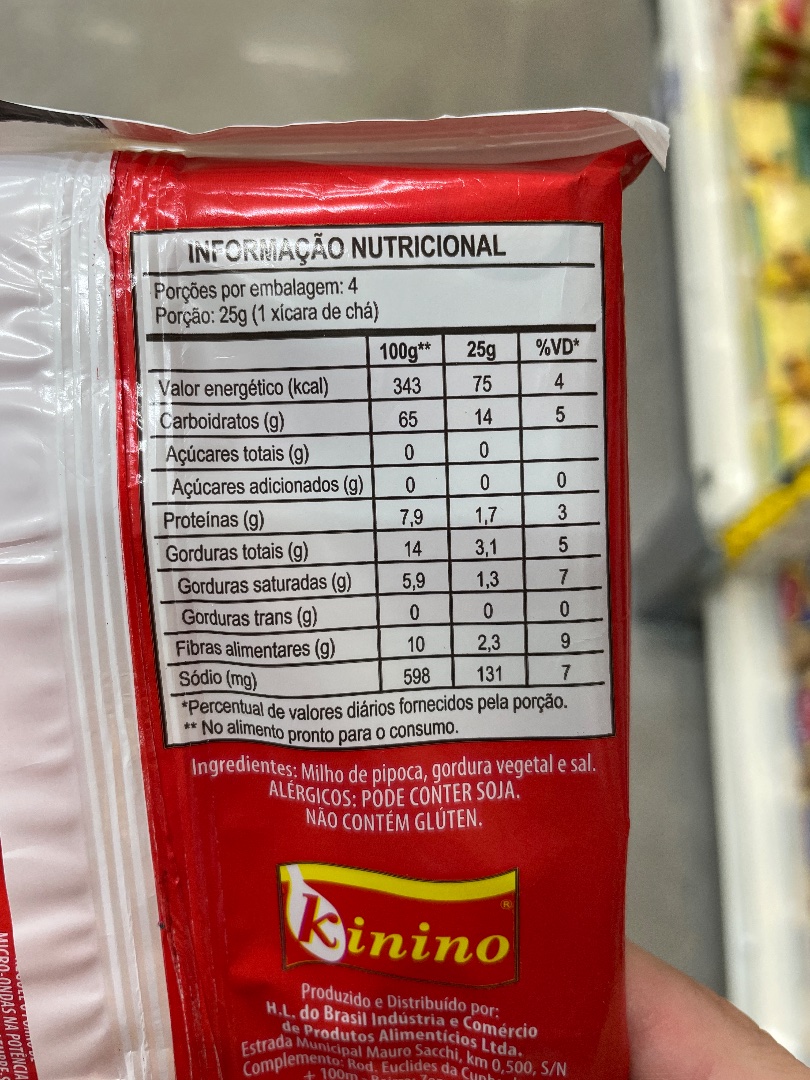 INFORMAÇÃO NUTRICIONAL
Porções por embalagem: 4
Porção: 25g (1 xícara de chá)
100g** 25g %VD*
Valor energético (kcal) 343 75 4
Carboidratos (g) 65 14 5
Açúcares totais (g) 0 0
Açúcares adicionados (g) 0 0 0
Proteínas (g) 7,9 1,7 3
Gorduras totais (g) 14 3,1 5
Gorduras saturadas (g) 5,9 1,3 7
Gorduras trans (g) 0 0 0
Fibras alimentares (g) 10 2,3 9
Sódio (mg) 598 131 7
*Percentual de valores diários fornecidos pela porção.
** No alimento pronto para o consumo.
Ingredientes: Milho de pipoca, gordura vegetal e sal.
ALÉRGICOS: PODE CONTER SOJA.
NÃO CONTÉM GLÚTEN.
Kinino®
Produzido e Distribuído por:
H.L. do Brasil Indústria e Comércio
de Produtos Alimentícios Ltda.
Estrada Municipal Mauro Sacchi, km 0,500, S/N
Complemento: Rod. Euclides da
+ 100m
MICRO-ONDAS NA POTÊNCIA